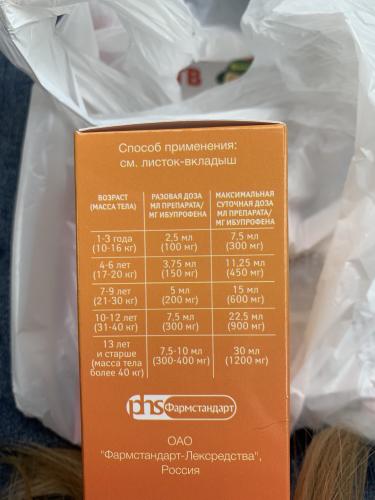 Способ применения:
см. листок-вкладыш
ВОЗРАСТ
(МАССА ТЕЛА)
РАЗОВАЯ ДОЗА
МЛ ПРЕПАРАТА/
МГ ИБУПРОФЕНА
МАКСИМАЛЬНАЯ
СУТОЧНАЯ ДОЗА
МЛ ПРЕПАРАТА/
МГ ИБУПРОФЕНА
1-3 года
(10-16 кг)
2,5 мл
(100 мг)
7,5 мл
(300 мг)
4-6 лет
(17-20 кг)
3,75 мл
(150 мг)
11,25 мл
(450 мг)
7-9 лет
(21-30 кг)
5 мл
(200 мг)
15 мл
(600 мг)
10-12 лет
(31-40 кг)
7,5 мл
(300 мг)
22,5 мл
(900 мг)
13 лет
и старше
(масса тела
более 40 кг)
7,5-10 мл
(300-400 мг)
30 мл
(1200 мг)
phs Фармстандарт
ОАО
"Фармстандарт-Лексредства",
Россия